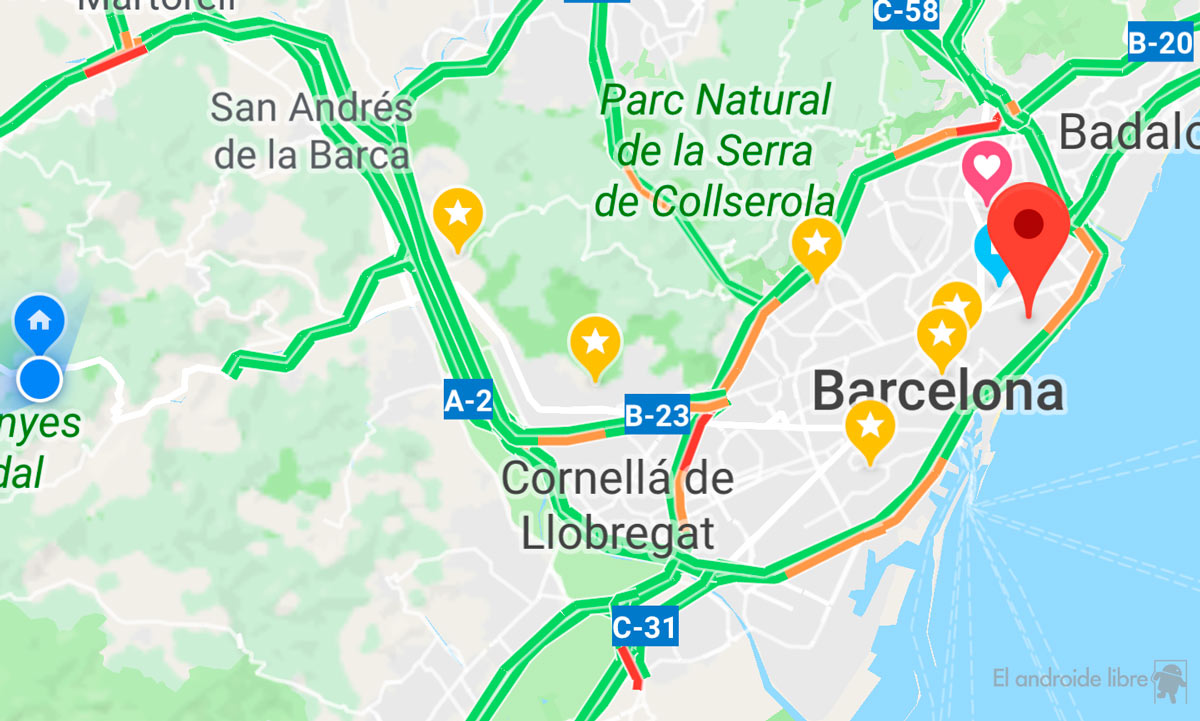 Martorell
C-58
B-20
San Andrés
de la Barca
Parc Natural
de la Serra
de Collserola
Badalo
A-2
B-23
Barcelona
nyes
dal
Cornellá de
Llobregat
C-31
El androide libre